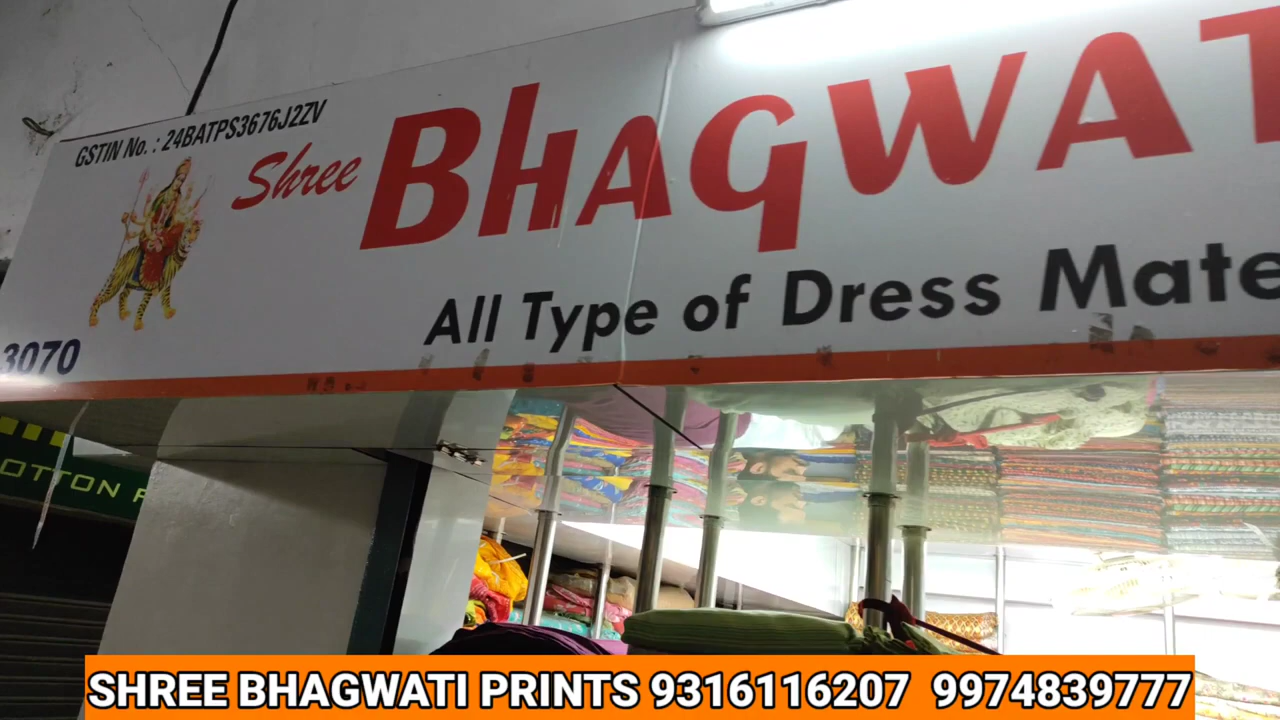 GSTIN No. : 24BATPS3676J2ZV
Shree BHAGWAT
All Type of Dress Mate
3070
OTTON F
SHREE BHAGWATI PRINTS 9316116207 9974839777